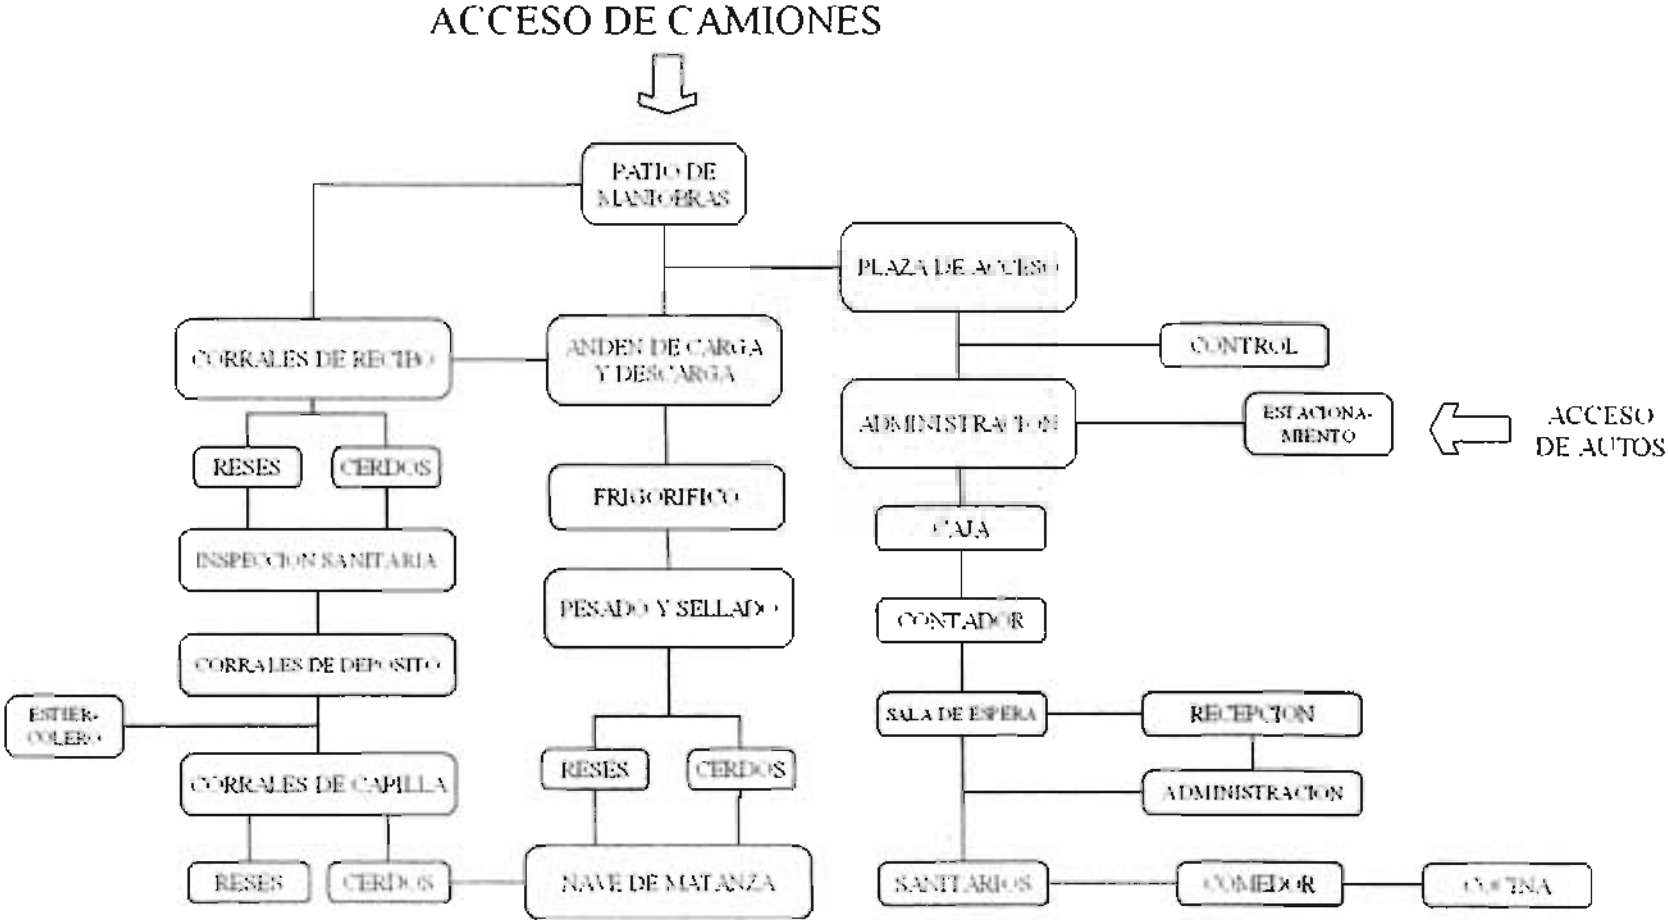 ACCESO DE CAMIONES
PATIO DE
MANIOBRAS
PLAZA DE ACCESO
CORRALES DE RECIBO
ANDEN DE CARGA
Y DESCARGA
CONTROL
ADMINISTRACION
ESTACIONA-
MIENTO
ACCESO
DE AUTOS
RESES
CERDOS
FRIGORIFICO
CAJA
INSPECCION SANITARIA
PESADO Y SELLADO
CONTADOR
CORRALES DE DEPOSITO
ESTIER-
COLERO
SALA DE ESPERA
RECEPCION
CORRALES DE CAPILLA
RESES
CERDOS
ADMINISTRACION
RESES
CERDOS
NAVE DE MATANZA
SANITARIOS
COMEDOR
COCINA